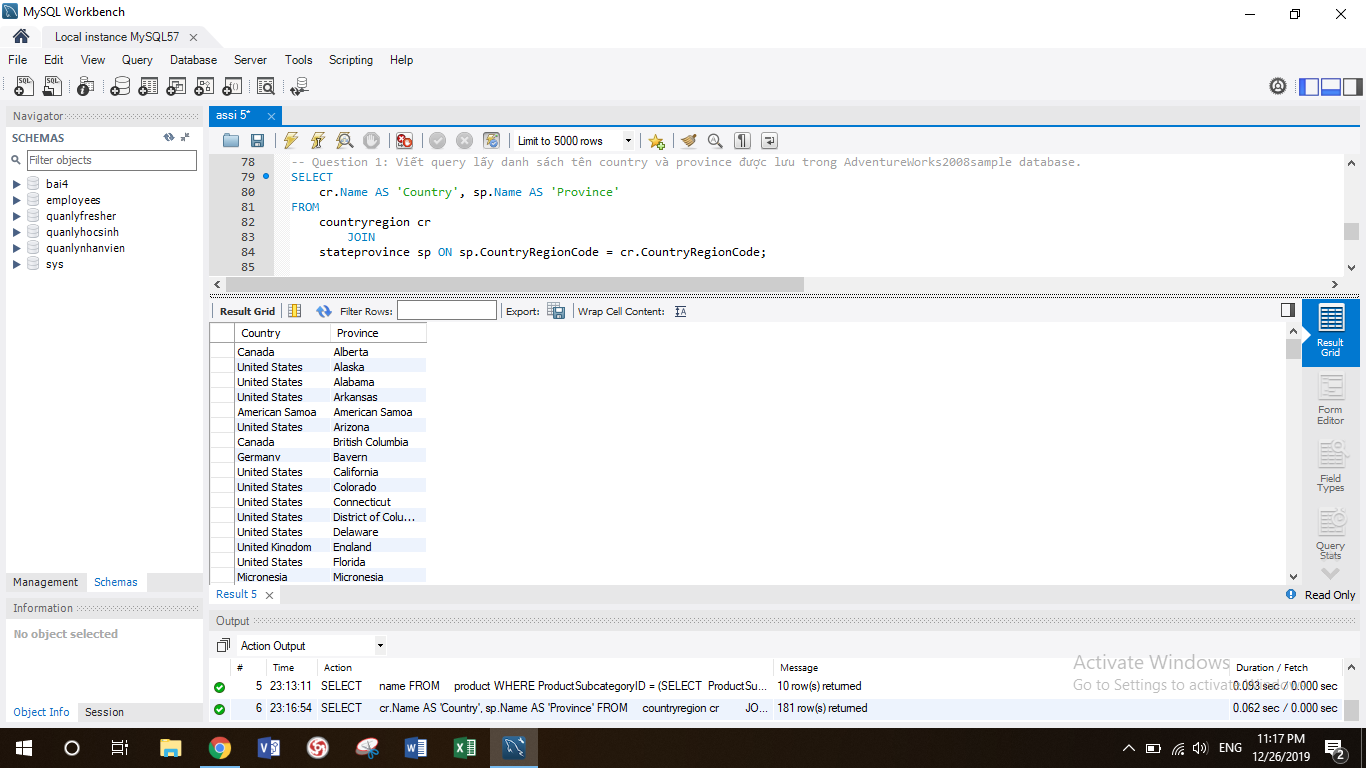 MySQL Workbench
Local instance MySQL57
File Edit View Query Database Server Tools Scripting Help
Navigator
SCHEMAS
Filter objects
bai4
employees
quanlyfresher
quanlyhocsinh
quanlynhanvien
sys
Management Schemas
Information
No object selected
Object Info Session
assi 5*
Limit to 5000 rows
78 -- Question 1: Viết query lấy danh sách tên country và province được lưu trong AdventureWorks2008sample database.
79 SELECT
80 cr.Name AS 'Country', sp.Name AS 'Province'
81 FROM
82 countryregion cr
83 JOIN
84 stateprovince sp ON sp.CountryRegionCode = cr.CountryRegionCode;
85
Result Grid Filter Rows: Export: Wrap Cell Content:
Country Province
Canada Alberta
United States Alaska
United States Alabama
United States Arkansas
American Samoa American Samoa
United States Arizona
Canada British Columbia
Germany Bayern
United States California
United States Colorado
United States Connecticut
United States District of Colu...
United States Delaware
United Kingdom England
United States Florida
Micronesia Micronesia
Result Grid
Form Editor
Field Types
Query Stats
Result 5
Read Only
Output
Action Output
# Time Action Message Duration / Fetch
5 23:13:11 SELECT name FROM product WHERE ProductSubcategoryID = (SELECT ProductSu... 10 row(s) returned 0.093 sec / 0.000 sec
6 23:16:54 SELECT cr.Name AS 'Country', sp.Name AS 'Province' FROM countryregion cr JO... 181 row(s) returned 0.062 sec / 0.000 sec
Activate Windows
Go to Settings to activate Windows.
ENG
11:17 PM
12/26/2019
2